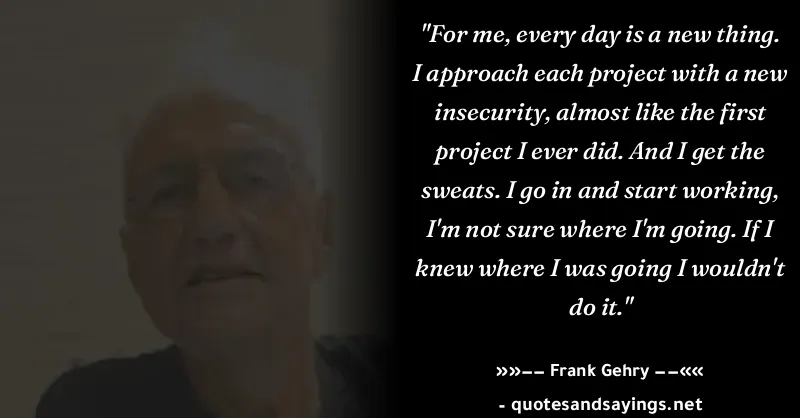 "For me, every day is a new thing.
I approach each project with a new
insecurity, almost like the first
project I ever did. And I get the
sweats. I go in and start working,
I'm not sure where I'm going. If I
knew where I was going I wouldn't
do it."
»»–– Frank Gehry ––««
- quotesandsayings.net